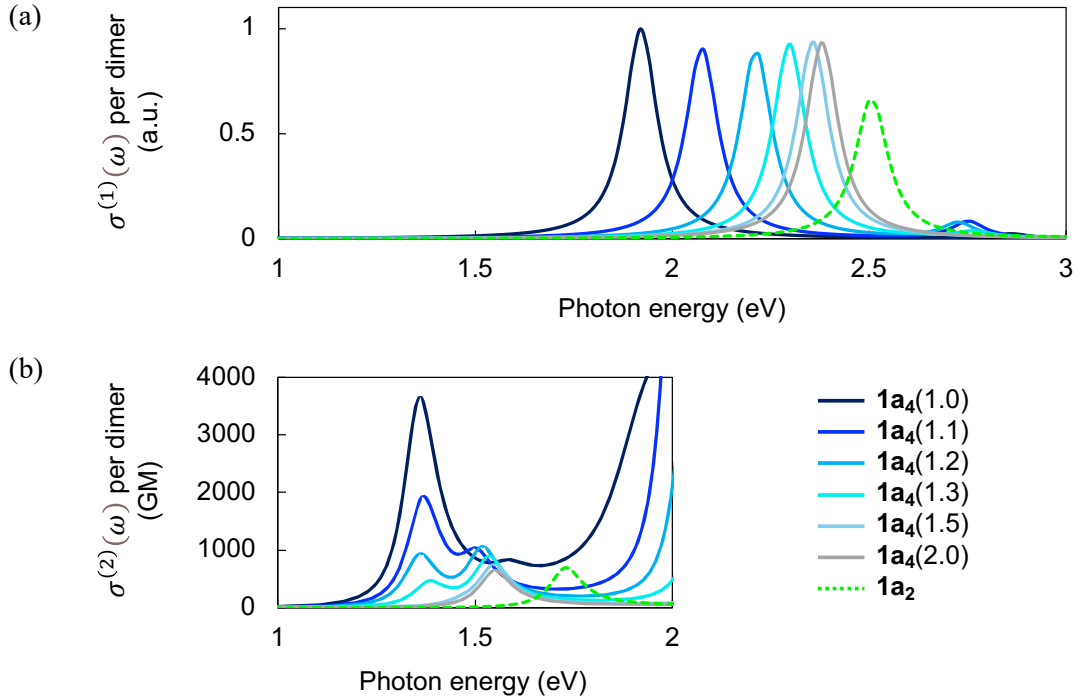 (a)
σ⁽¹⁾(ω) per dimer
(a.u.)
1
0.5
0
1
1.5
2
2.5
3
Photon energy (eV)
(b)
σ⁽²⁾(ω) per dimer
(GM)
4000
3000
2000
1000
0
1
1.5
2
Photon energy (eV)
1a₄(1.0)
1a₄(1.1)
1a₄(1.2)
1a₄(1.3)
1a₄(1.5)
1a₄(2.0)
1a₂